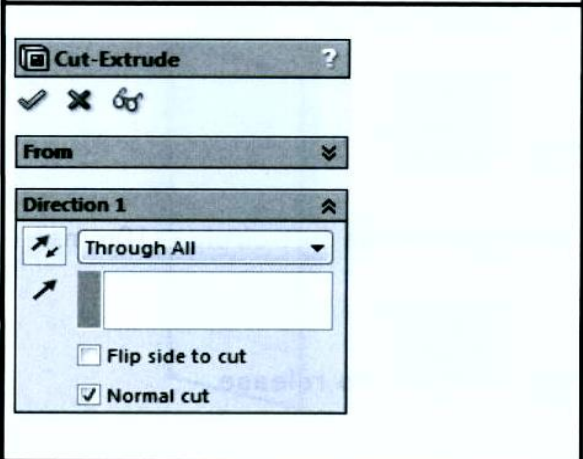 Cut-Extrude ?
From
Direction 1
Through All
Flip side to cut
Normal cut